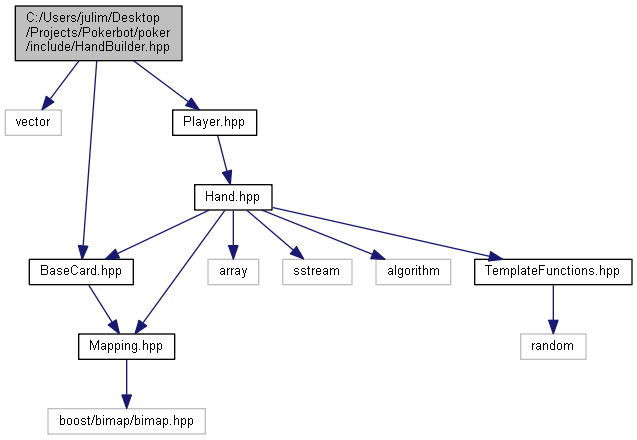 C:/Users/julim/Desktop
/Projects/Pokerbot/poker
/include/HandBuilder.hpp
vector
Player.hpp
Hand.hpp
BaseCard.hpp
array
sstream
algorithm
TemplateFunctions.hpp
Mapping.hpp
random
boost/bimap/bimap.hpp